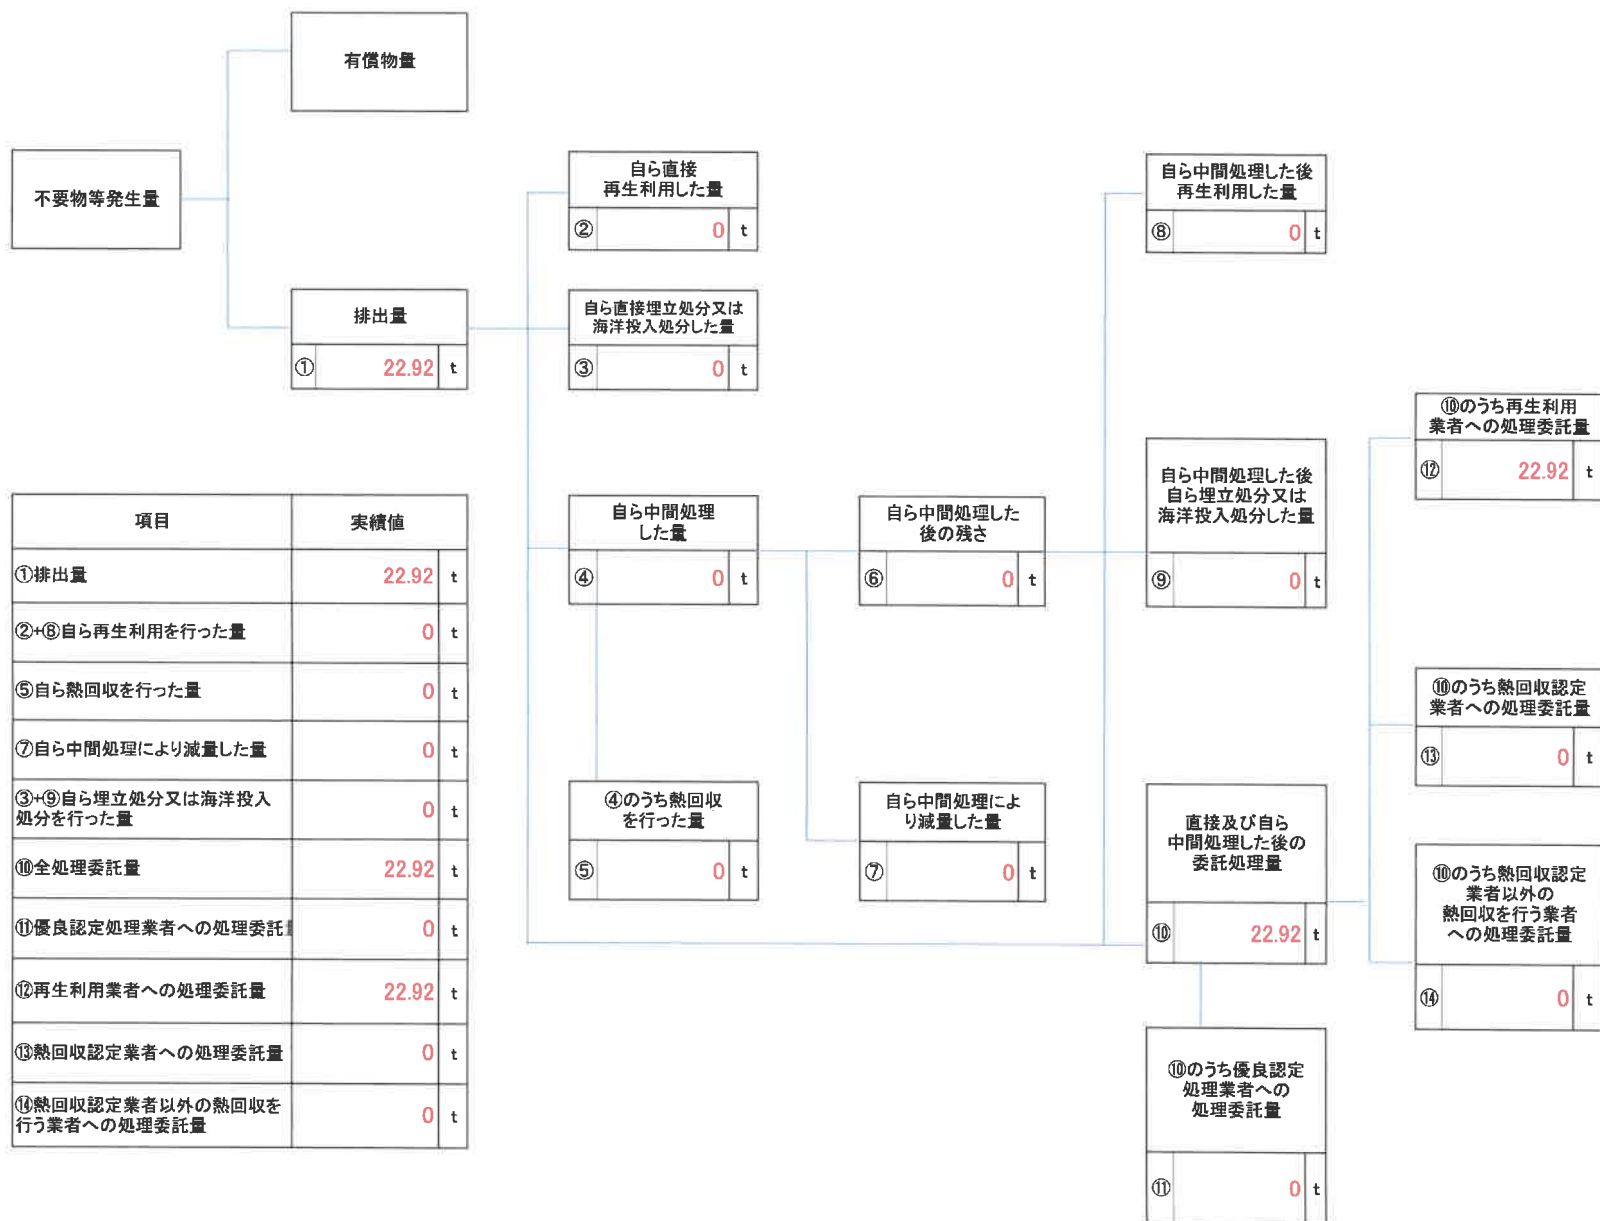 有償物量
不要物等発生量
排出量
① 22.92 t
自ら直接
再生利用した量
② 0 t
自ら直接埋立処分又は
海洋投入処分した量
③ 0 t
自ら中間処理
した量
④ 0 t
④のうち熱回収
を行った量
⑤ 0 t
自ら中間処理した
後の残さ
⑥ 0 t
自ら中間処理によ
り減量した量
⑦ 0 t
自ら中間処理した後
再生利用した量
⑧ 0 t
自ら中間処理した後
自ら埋立処分又は
海洋投入処分した量
⑨ 0 t
直接及び自ら
中間処理した後の
委託処理量
⑩ 22.92 t
⑩のうち優良認定
処理業者への
処理委託量
⑪ 0 t
⑩のうち再生利用
業者への処理委託量
⑫ 22.92 t
⑩のうち熱回収認定
業者への処理委託量
⑬ 0 t
⑩のうち熱回収認定
業者以外の
熱回収を行う業者
への処理委託量
⑭ 0 t
項目 実績値
①排出量 22.92 t
②+⑧自ら再生利用を行った量 0 t
⑤自ら熱回収を行った量 0 t
⑦自ら中間処理により減量した量 0 t
③+⑨自ら埋立処分又は海洋投入
処分を行った量 0 t
⑩全処理委託量 22.92 t
⑪優良認定処理業者への処理委託 0 t
⑫再生利用業者への処理委託量 22.92 t
⑬熱回収認定業者への処理委託量 0 t
⑭熱回収認定業者以外の熱回収を
行う業者への処理委託量 0 t